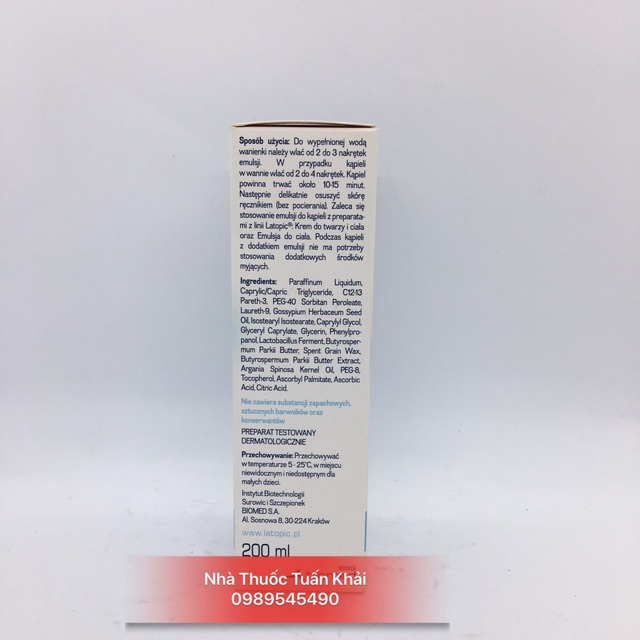 Sposób użycia: Do wypełnionej wodą
wanienki należy wlać od 2 do 3 nakrętek
emulsji. W przypadku kąpieli
w wannie wlać od 2 do 4 nakrętek. Kąpiel
powinna trwać około 10-15 minut.
Następnie delikatnie osuszyć skórę
ręcznikiem (bez pocierania). Zaleca się
stosowanie emulsji do kąpieli z preparata-
mi z linii Latopic®: Krem do twarzy i ciała
oraz Emulsja do ciała. Podczas kąpieli
z dodatkiem emulsji nie ma potrzeby
stosowania dodatkowych środków
myjących.
Ingredients: Paraffinum Liquidum,
Caprylic/Capric Triglyceride, C12-13
Pareth-3, PEG-40 Sorbitan Peroleate,
Laureth-9, Gossypium Herbaceum Seed
Oil, Isostearyl Isostearate, Caprylyl Glycol,
Glyceryl Caprylate, Glycerin, Phenylpro-
panol, Lactobacillus Ferment, Butyrosper-
mum Parkii Butter, Spent Grain Wax,
Butyrospermum Parkii Butter Extract,
Argania Spinosa Kernel Oil, PEG-8,
Tocopherol, Ascorbyl Palmitate, Ascorbic
Acid, Citric Acid.
Nie zawiera substancji zapachowych,
sztucznych barwników oraz
konserwantów
PREPARAT TESTOWANY
DERMATOLOGICZNIE
Przechowywanie: Przechowywać
w temperaturze 5 - 25°C, w miejscu
niewidocznym i niedostępnym dla
małych dzieci.
Instytut Biotechnologii
Surowic i Szczepionek
BIOMED S.A.
Al. Sosnowa 8, 30-224 Kraków
www.latopic.pl
200 ml
Nhà Thuốc Tuấn Khải
0989545490